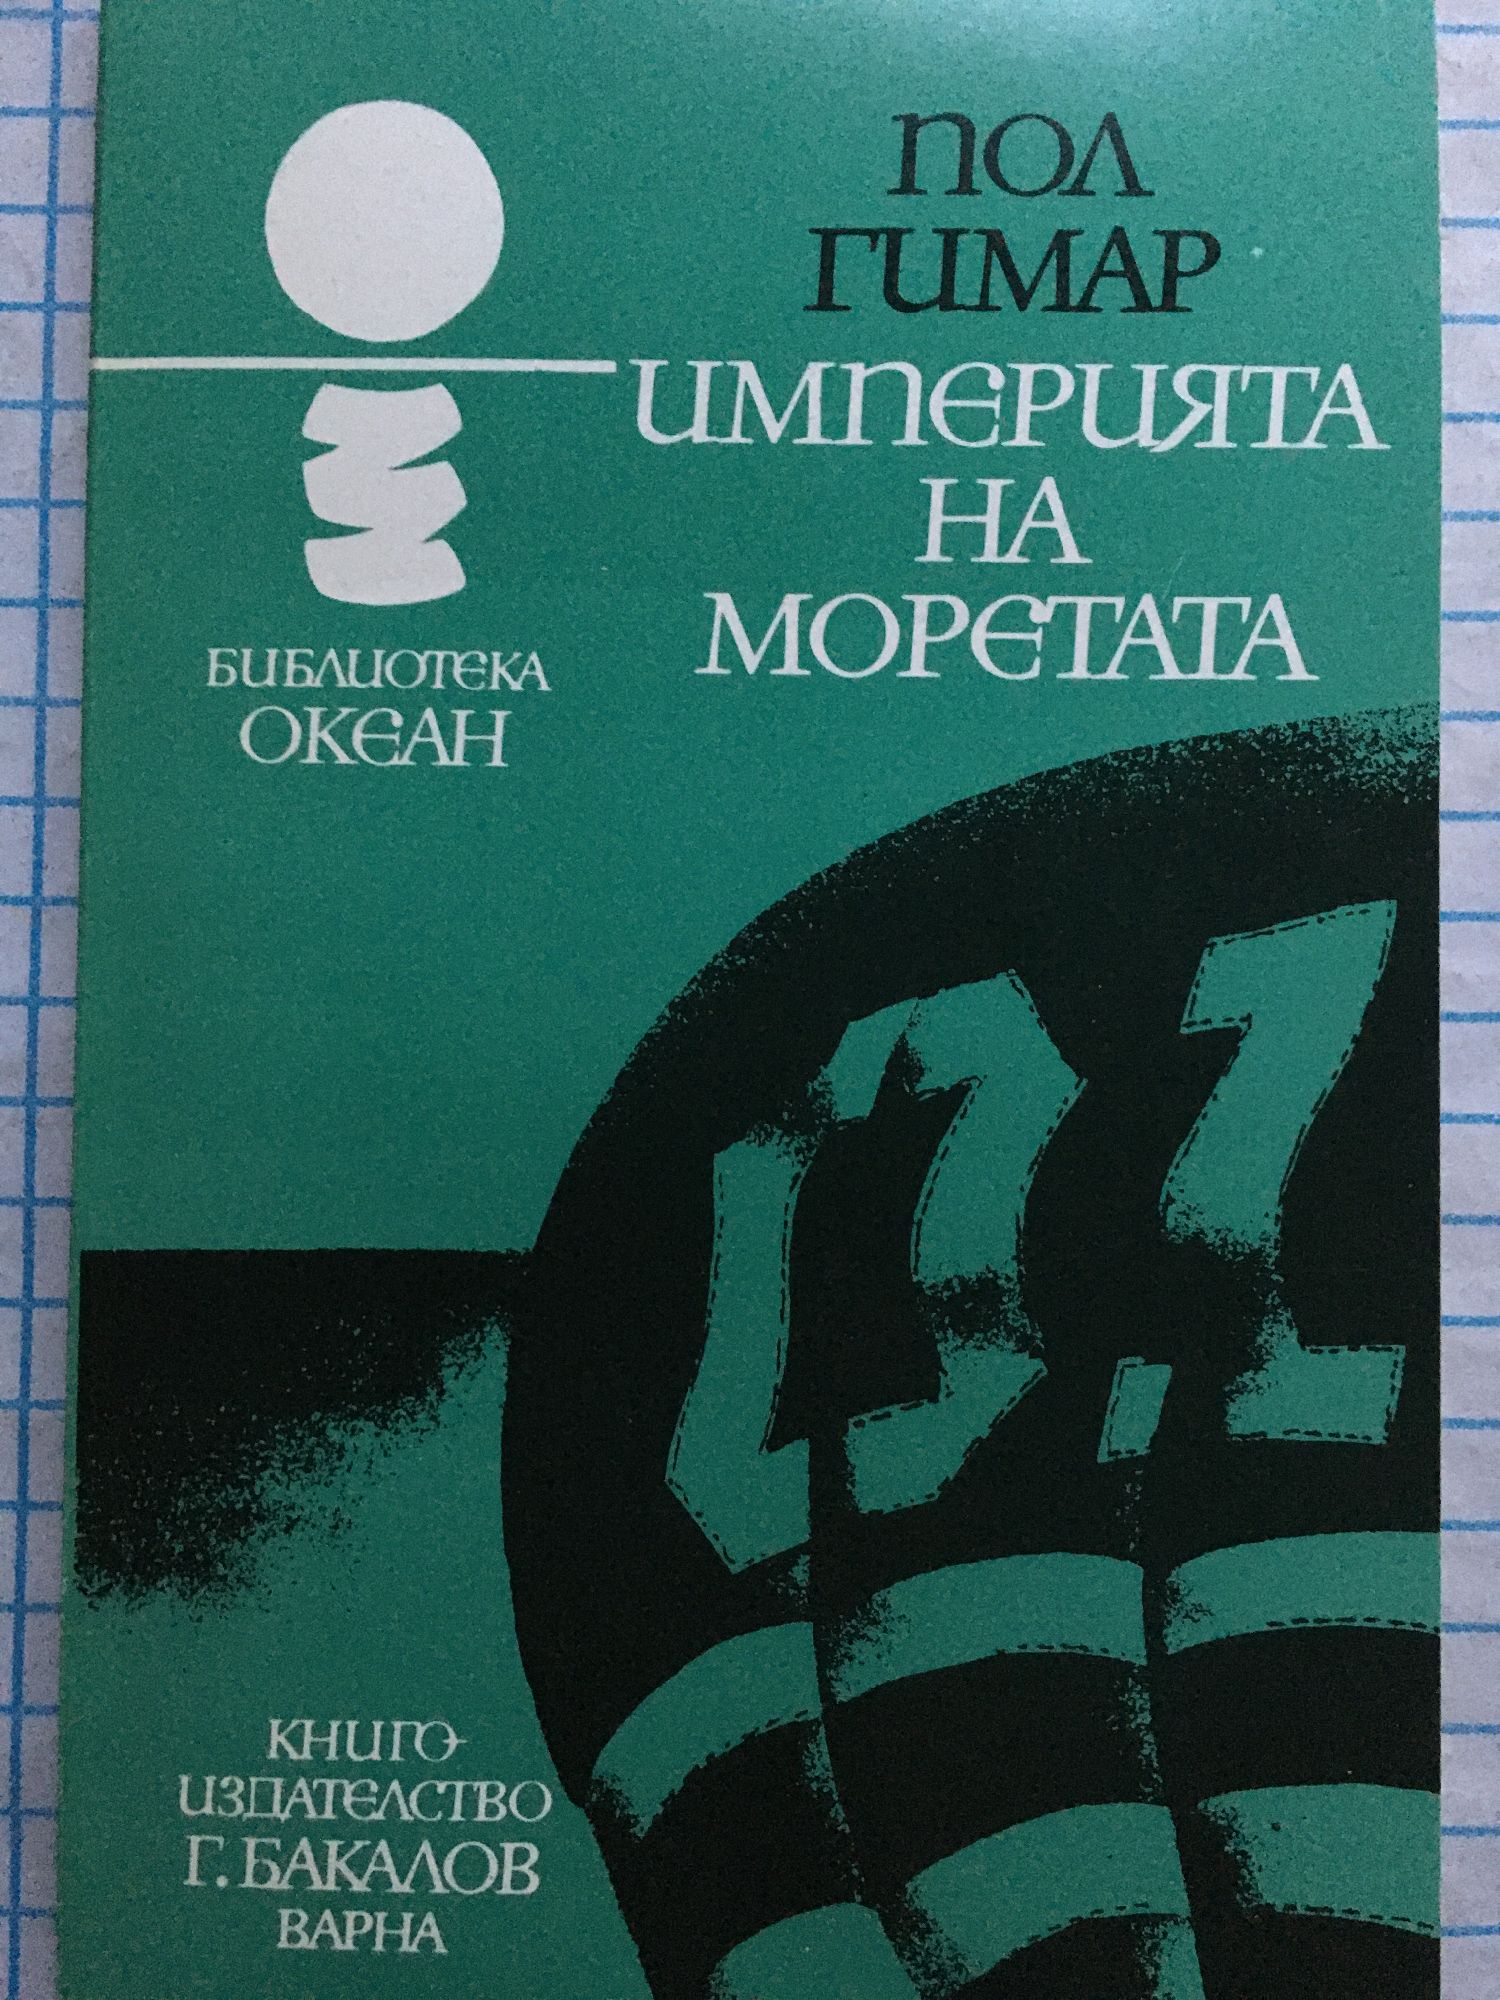 ПОЛ
ГИМАР
ИМПЕРИЯТА
НА
МОРЕТАТА
БИБЛИОТЕКА
ОКЕАН
КНИГО-
ИЗДАТЕЛСТВО
Г. БАКАЛОВ
ВАРНА